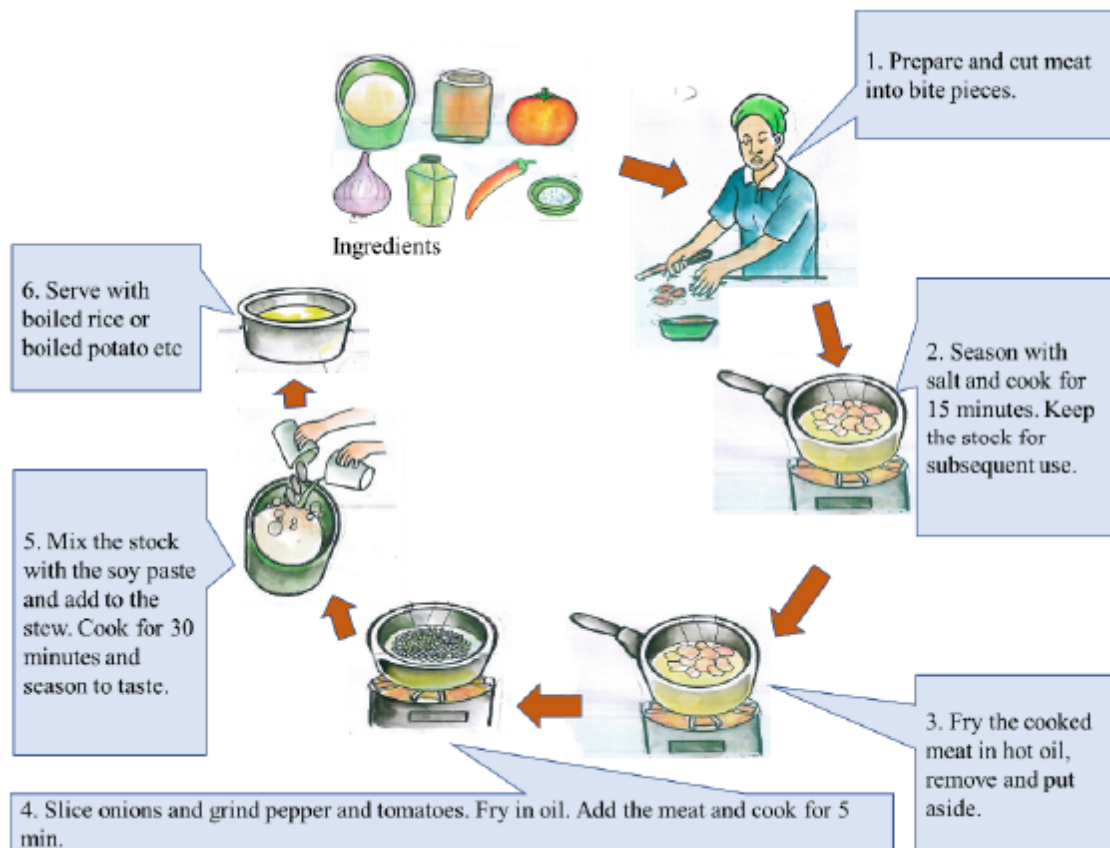 Ingredients
1. Prepare and cut meat
into bite pieces.
2. Season with
salt and cook for
15 minutes. Keep
the stock for
subsequent use.
3. Fry the cooked
meat in hot oil,
remove and put
aside.
4. Slice onions and grind pepper and tomatoes. Fry in oil. Add the meat and cook for 5
min.
5. Mix the stock
with the soy paste
and add to the
stew. Cook for 30
minutes and
season to taste.
6. Serve with
boiled rice or
boiled potato etc